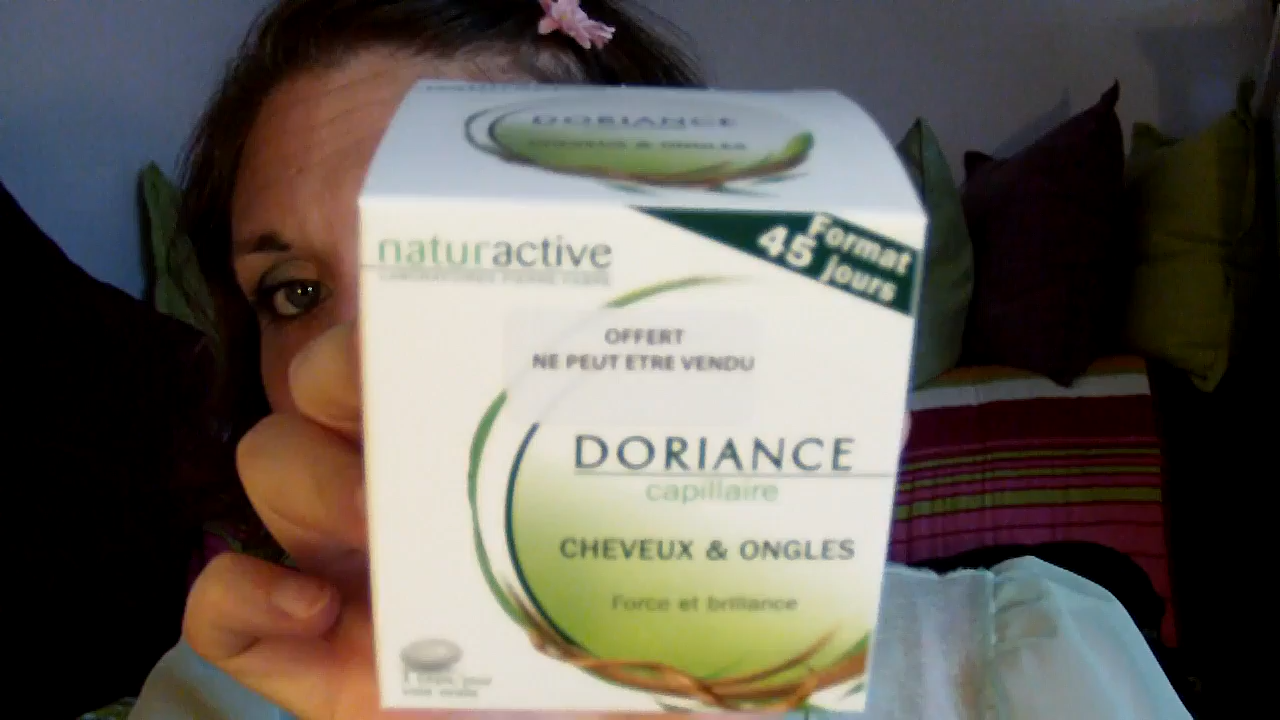 DORIANCE
CHEVEUX & ONGLES
naturactive
Format
45 jours
OFFERT
NE PEUT ETRE VENDU
DORIANCE
capillaire
CHEVEUX & ONGLES
Force et brillance